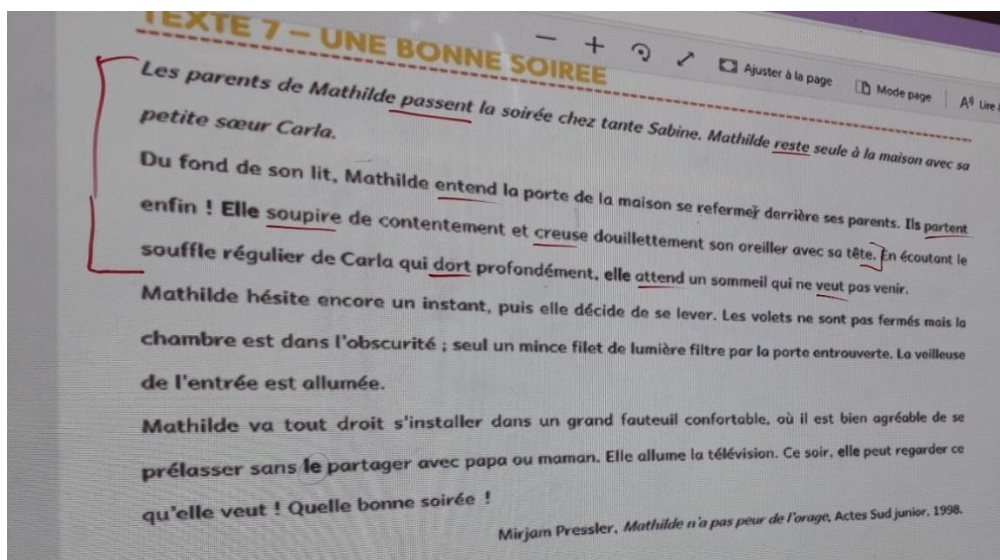 TEXTE 7 – UNE BONNE SOIREE
Ajuster à la page
Mode page
Lire
Les parents de Mathilde passent la soirée chez tante Sabine. Mathilde reste seule à la maison avec sa
petite sœur Carla.
Du fond de son lit, Mathilde entend la porte de la maison se refermer derrière ses parents. Ils partent
enfin ! Elle soupire de contentement et creuse douillettement son oreiller avec sa tête. En écoutant le
souffle régulier de Carla qui dort profondément, elle attend un sommeil qui ne veut pas venir.
Mathilde hésite encore un instant, puis elle décide de se lever. Les volets ne sont pas fermés mais la
chambre est dans l'obscurité ; seul un mince filet de lumière filtre par la porte entrouverte. La veilleuse
de l'entrée est allumée.
Mathilde va tout droit s'installer dans un grand fauteuil confortable, où il est bien agréable de se
prélasser sans le partager avec papa ou maman. Elle allume la télévision. Ce soir, elle peut regarder ce
qu'elle veut ! Quelle bonne soirée !
Mirjam Pressler, Mathilde n'a pas peur de l'orage, Actes Sud junior, 1998.